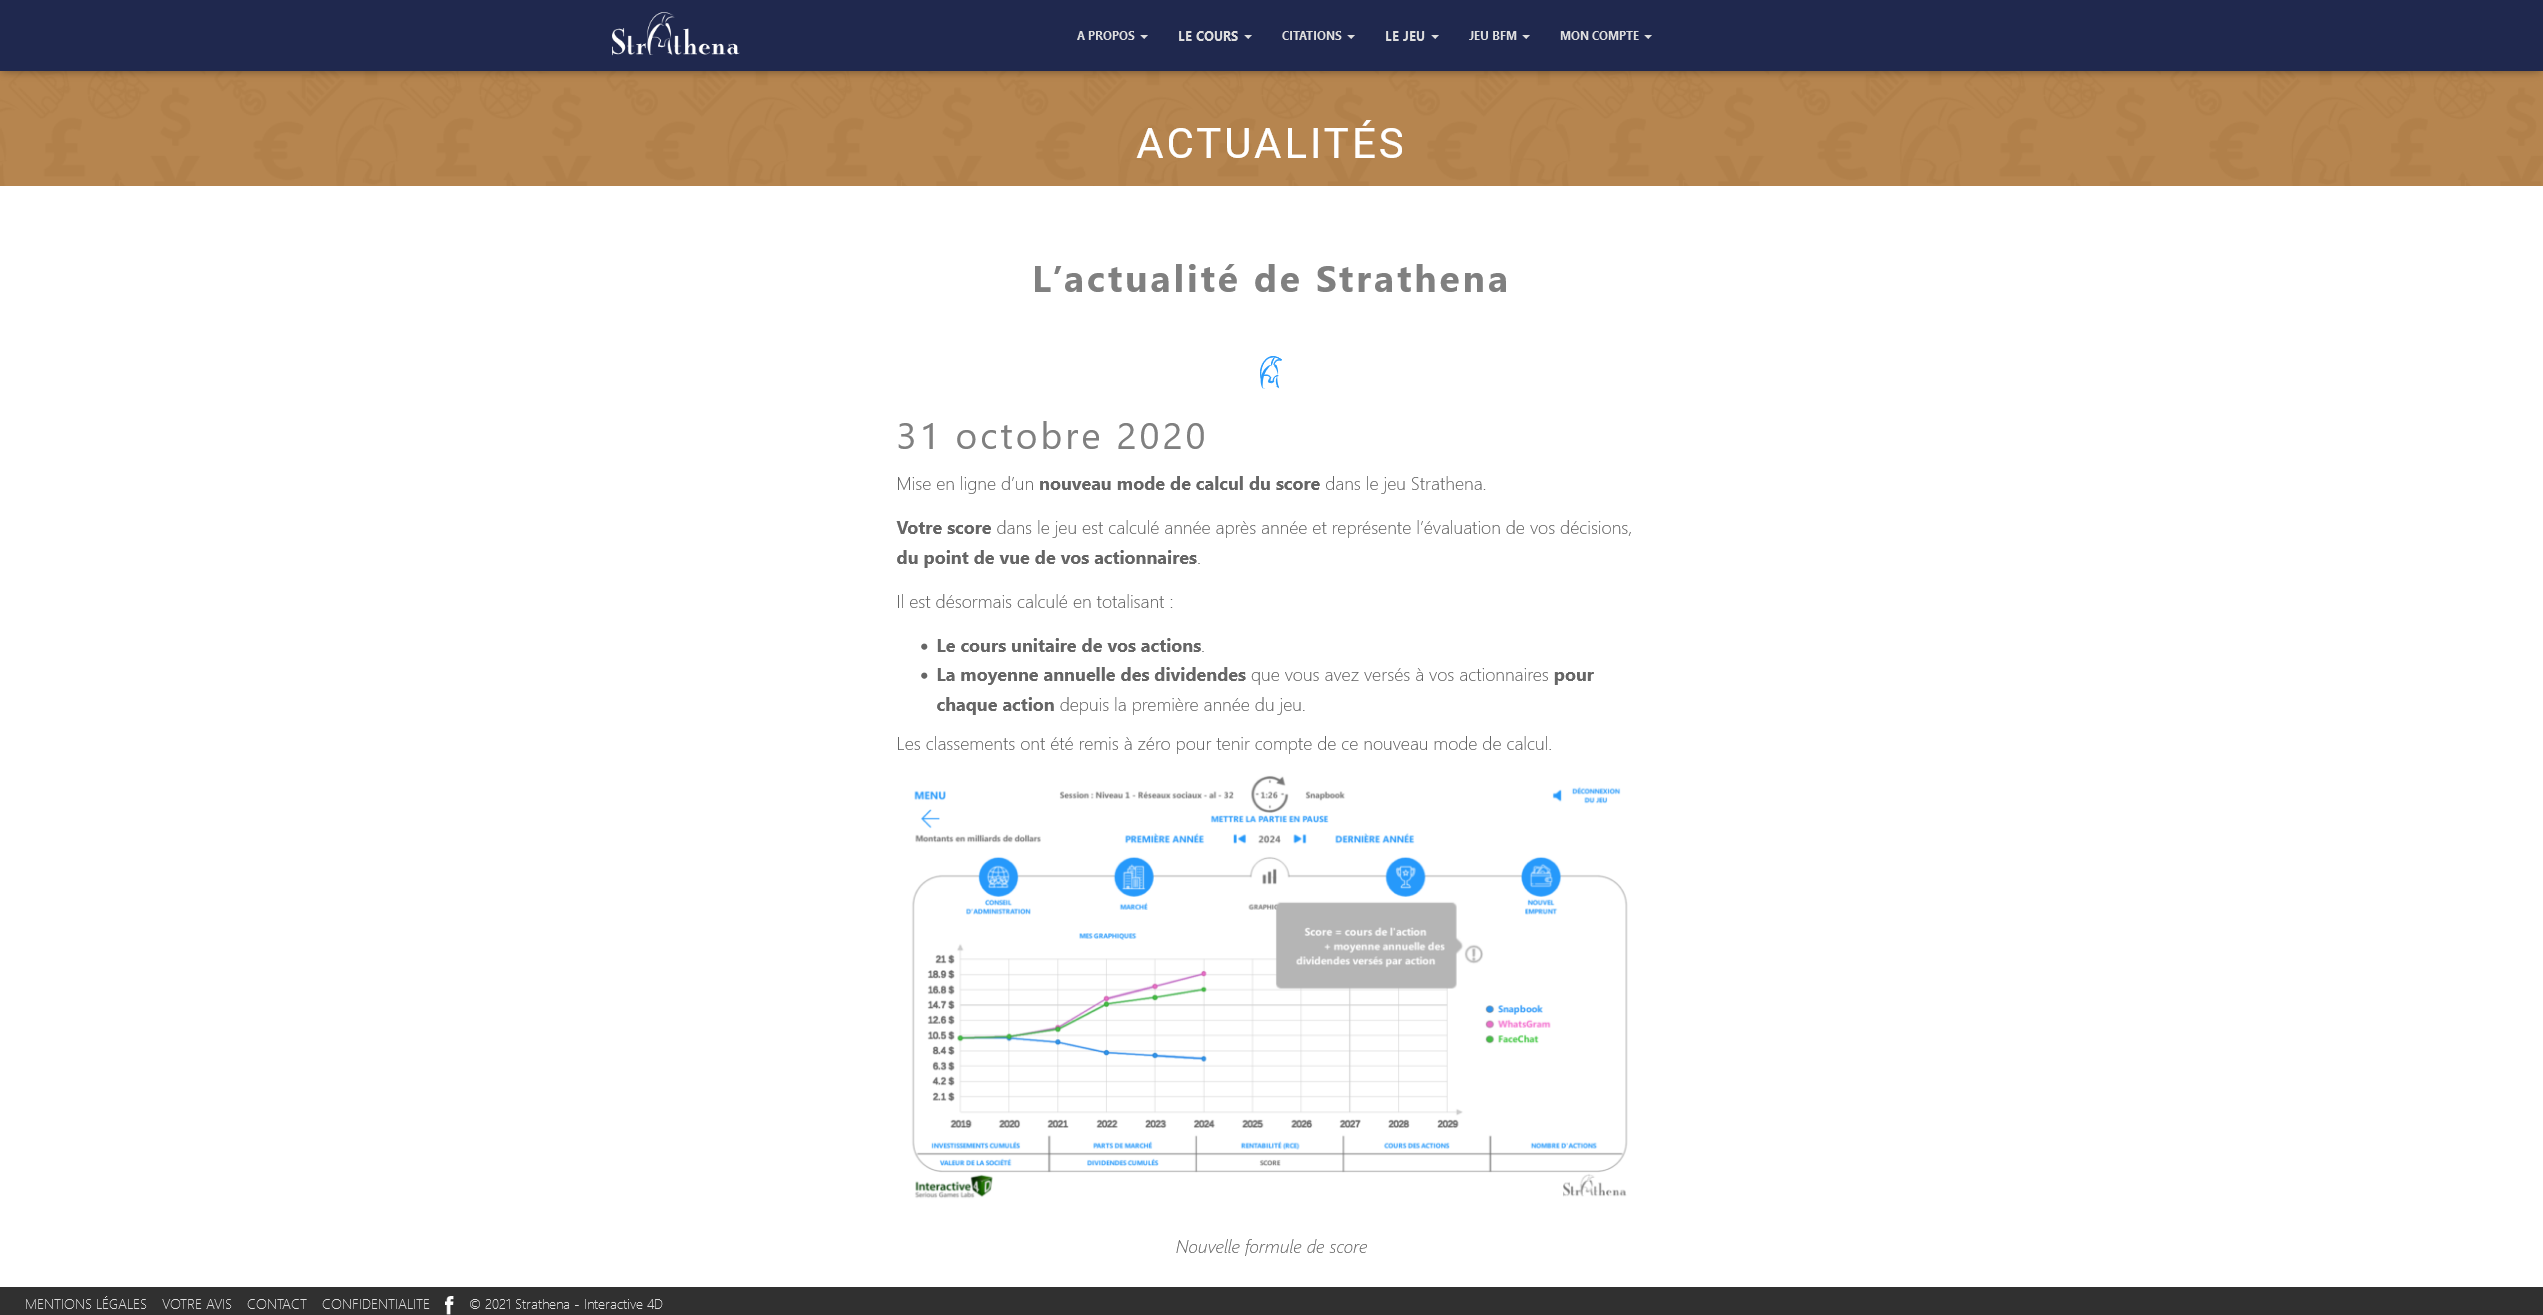 Strathena
A PROPOS
LE COURS
CITATIONS
LE JEU
JEU BFM
MON COMPTE
ACTUALITÉS
L’actualité de Strathena
31 octobre 2020
Mise en ligne d’un nouveau mode de calcul du score dans le jeu Strathena.
Votre score dans le jeu est calculé année après année et représente l’évaluation de vos décisions,
du point de vue de vos actionnaires.
Il est désormais calculé en totalisant :
• Le cours unitaire de vos actions.
• La moyenne annuelle des dividendes que vous avez versés à vos actionnaires pour
chaque action depuis la première année du jeu.
Les classements ont été remis à zéro pour tenir compte de ce nouveau mode de calcul.
MENU
Session : Niveau 1 - Réseaux sociaux - al - 32
1:26
Snapbook
DÉCONNEXION
DU JEU
METTRE LA PARTIE EN PAUSE
Montants en milliards de dollars
PREMIÈRE ANNÉE
2024
DERNIÈRE ANNÉE
CONSEIL
D'ADMINISTRATION
MARCHÉ
GRAPHIC
NOUVEL
EMPRUNT
MES GRAPHIQUES
Score = cours de l'action
+ moyenne annuelle des
dividendes versés par action
21 $
18.9 $
16.8 $
14.7 $
12.6 $
10.5 $
8.4 $
6.3 $
4.2 $
2.1 $
Snapbook
WhatsGram
FaceChat
2019 2020 2021 2022 2023 2024 2025 2026 2027 2028 2029
INVESTISSEMENTS CUMULÉS
PARTS DE MARCHÉ
RENTABILITÉ (RCE)
COURS DES ACTIONS
NOMBRE D'ACTIONS
VALEUR DE LA SOCIÉTÉ
DIVIDENDES CUMULÉS
SCORE
Interactive 4D
Serious Games Labs
Strathena
Nouvelle formule de score
MENTIONS LÉGALES VOTRE AVIS CONTACT CONFIDENTIALITE f © 2021 Strathena - Interactive 4D